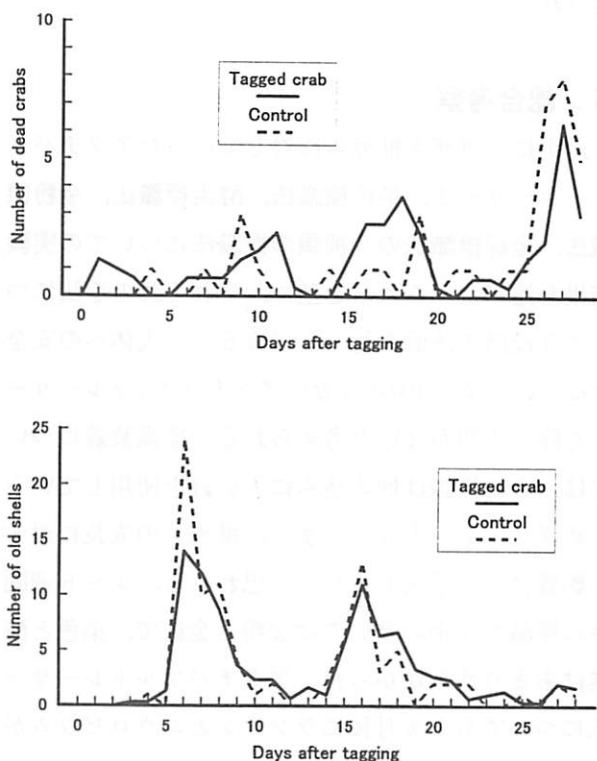 10
5
0
Number of dead crabs
Tagged crab
Control
0 5 10 15 20 25
Days after tagging
25
20
15
10
5
0
Number of old shells
Tagged crab
Control
0 5 10 15 20 25
Days after tagging